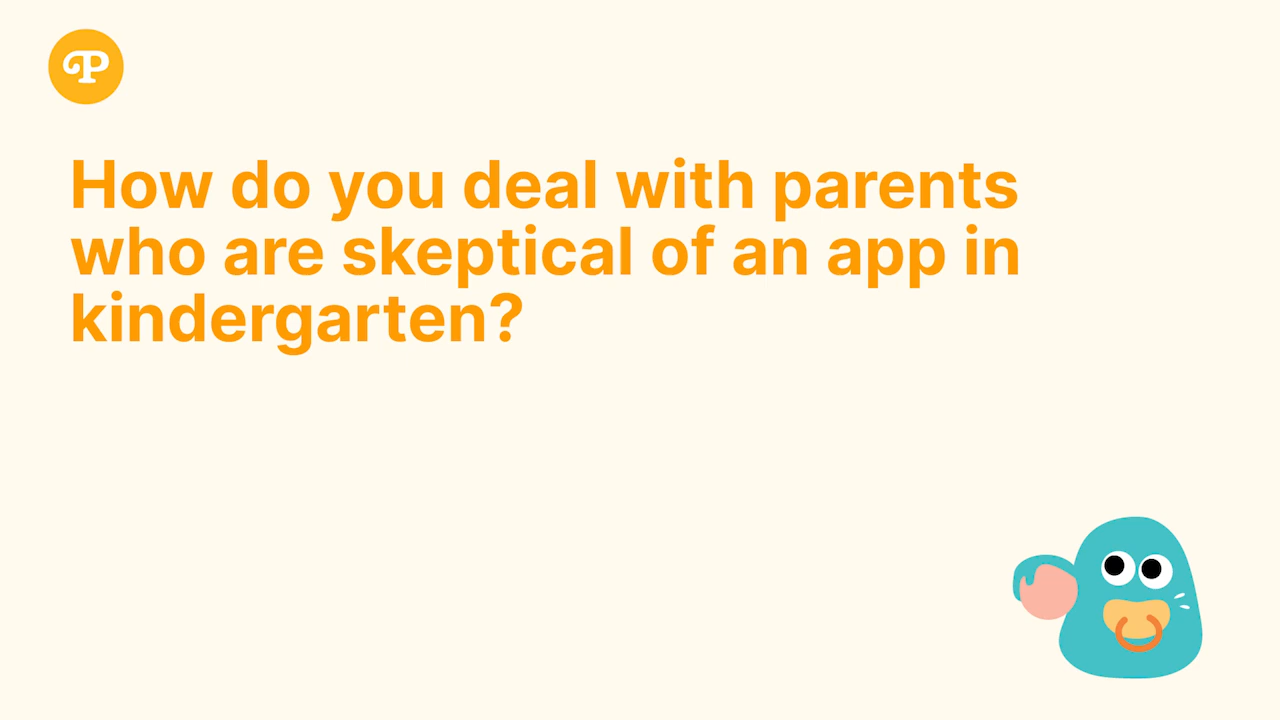 P
How do you deal with parents
who are skeptical of an app in
kindergarten?